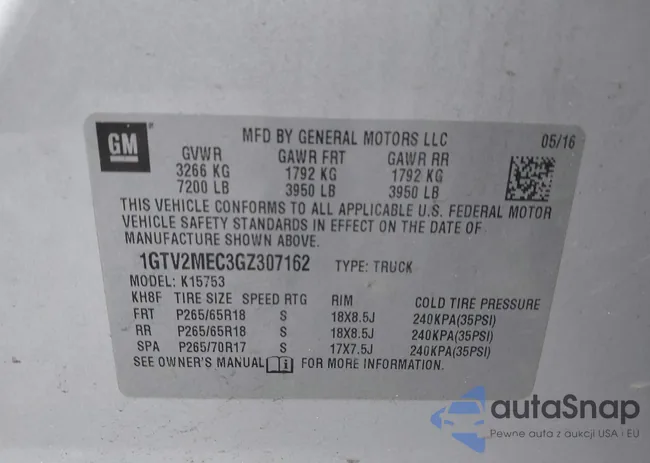 GM
MFD BY GENERAL MOTORS LLC 05/16
GVWR GAWR FRT GAWR RR
3266 KG 1792 KG 1792 KG
7200 LB 3950 LB 3950 LB
THIS VEHICLE CONFORMS TO ALL APPLICABLE U.S. FEDERAL MOTOR
VEHICLE SAFETY STANDARDS IN EFFECT ON THE DATE OF
MANUFACTURE SHOWN ABOVE.
1GTV2MEC3GZ307162 TYPE: TRUCK
MODEL: K15753
KH8F TIRE SIZE SPEED RTG RIM COLD TIRE PRESSURE
FRT P265/65R18 S 18X8.5J 240KPA(35PSI)
RR P265/65R18 S 18X8.5J 240KPA(35PSI)
SPA P265/70R17 S 17X7.5J 240KPA(35PSI)
SEE OWNER'S MANUAL i FOR MORE INFORMATION.
autaSnap
Pewne auta z aukcji USA i EU